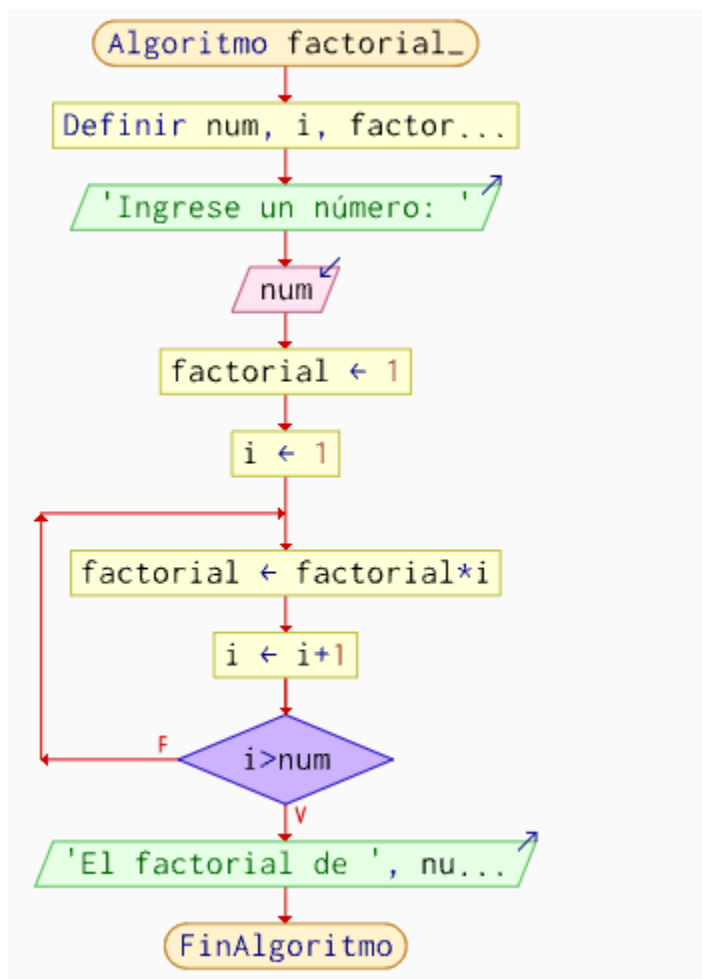 Algoritmo factorial_
Definir num, i, factor...
'Ingrese un número: '
num
factorial ← 1
i ← 1
factorial ← factorial*i
i ← i+1
F
i>num
V
'El factorial de ', nu...
FinAlgoritmo